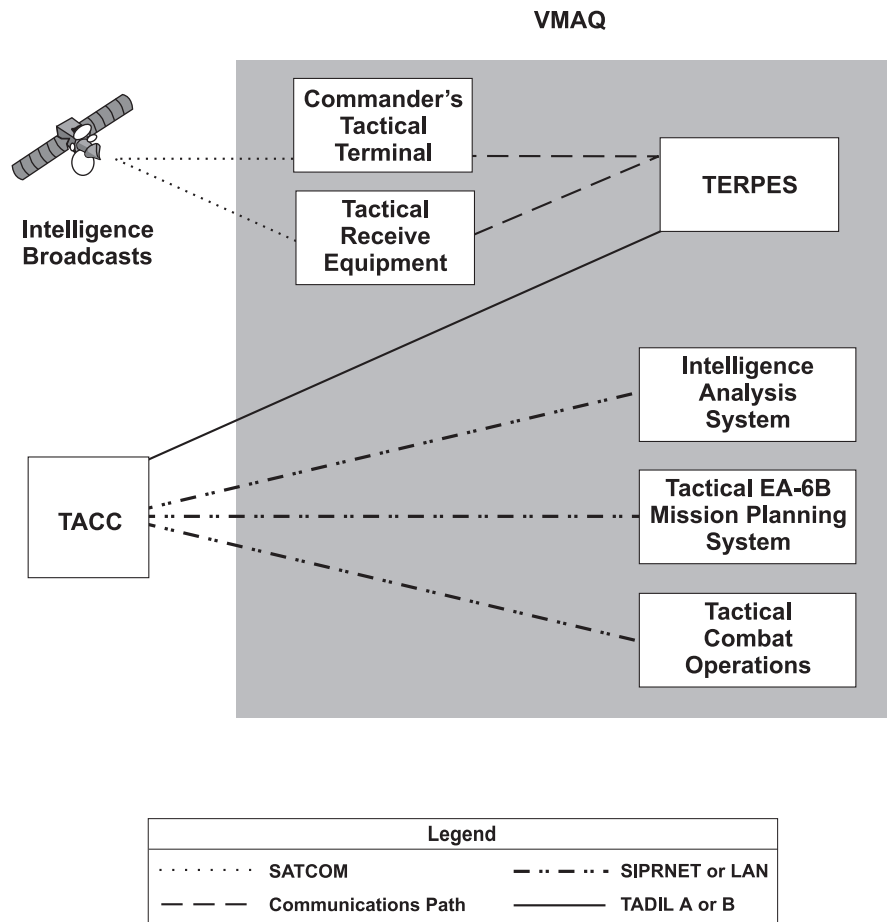 VMAQ
Commander's
Tactical
Terminal
TERPES
Tactical
Receive
Equipment
Intelligence
Broadcasts
Intelligence
Analysis
System
TACC
Tactical EA-6B
Mission Planning
System
Tactical
Combat
Operations
Legend
SATCOM
SIPRNET or LAN
Communications Path
TADIL A or B